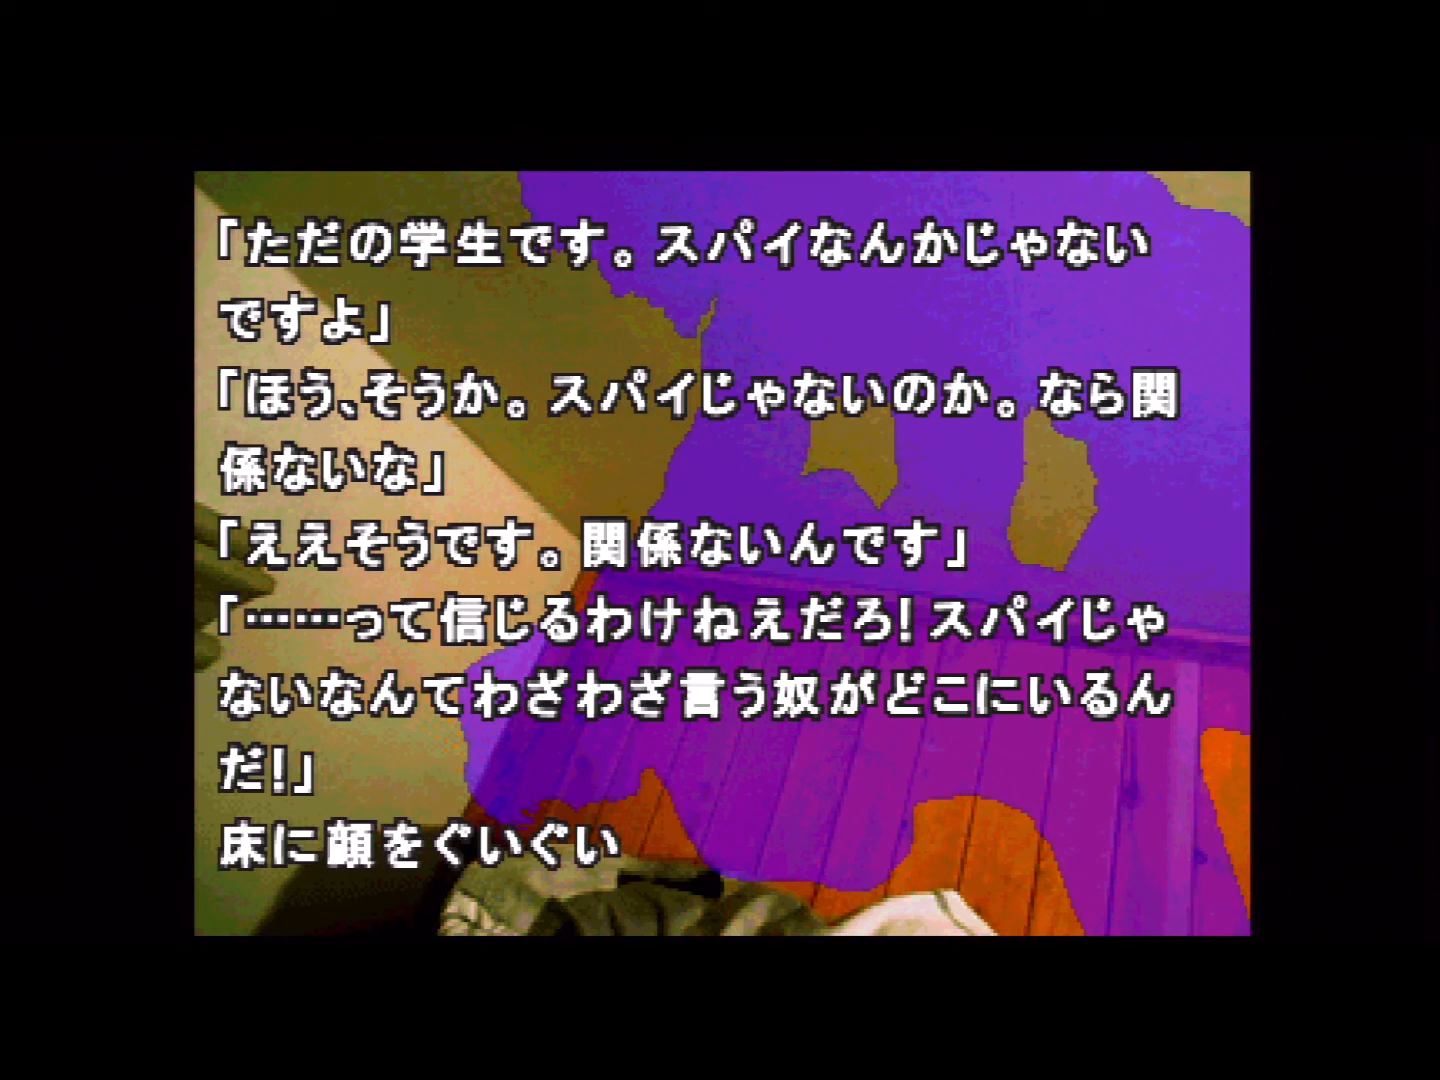 「ただの学生です。スパイなんかじゃない
ですよ」
「ほう、そうか。スパイじゃないのか。なら関
係ないな」
「ええそうです。関係ないんです」
「……って信じるわけねえだろ!スパイじゃ
ないなんてわざわざ言う奴がどこにいるん
だ!」
床に顔をぐいぐい